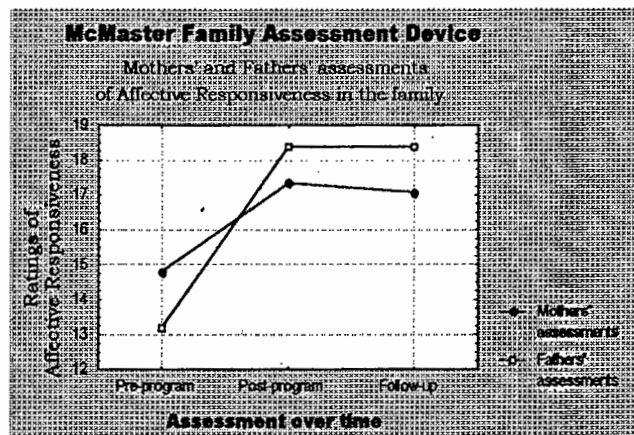 McMaster Family Assessment Device
Mothers' and Fathers' assessments
of Affective Responsiveness in the family
Ratings of
Affective Responsiveness
19
18
17
16
15
14
13
12
Pre-program Post-program Follow-up
Mothers'
assessments
Fathers'
assessments
Assessment over time